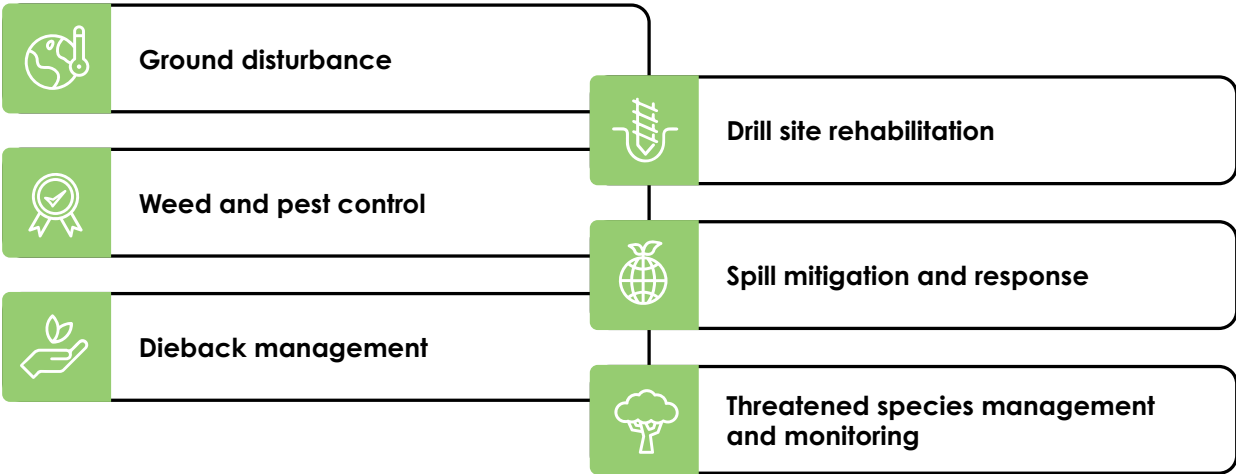 Ground disturbance
Drill site rehabilitation
Weed and pest control
Spill mitigation and response
Dieback management
Threatened species management
and monitoring